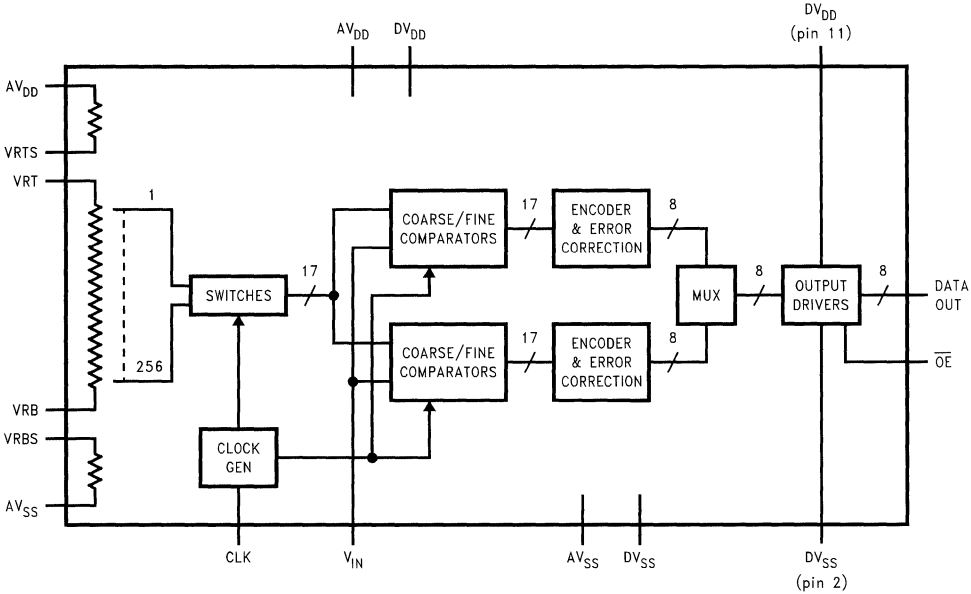 AVDD
DVDD
DVDD
(pin 11)
AVDD
VRTS
VRT
1
256
VRB
VRBS
AVSS
SWITCHES
17
CLOCK
GEN
COARSE/FINE
COMPARATORS
17
ENCODER
& ERROR
CORRECTION
8
COARSE/FINE
COMPARATORS
17
ENCODER
& ERROR
CORRECTION
8
MUX
8
OUTPUT
DRIVERS
8
DATA
OUT
OE
CLK
VIN
AVSS
DVSS
DVSS
(pin 2)